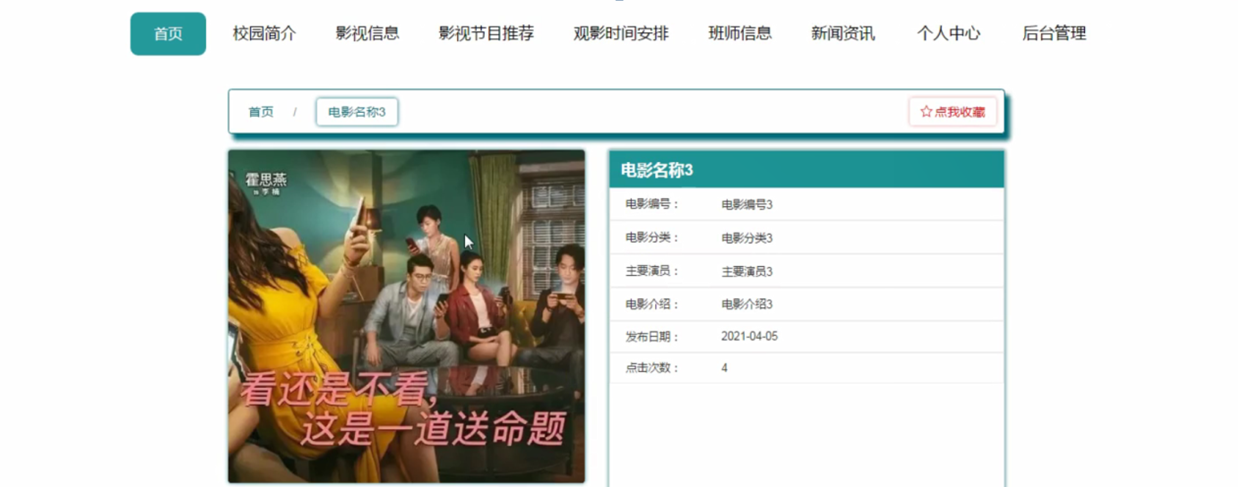 首页 校园简介 影视信息 影视节目推荐 观影时间安排 班师信息 新闻资讯 个人中心 后台管理
首页 / 电影名称3 ☆点我收藏
霍思燕
is 李楠
看还是不看,
这是一道送命题
电影名称3
电影编号： 电影编号3
电影分类： 电影分类3
主要演员： 主要演员3
电影介绍： 电影介绍3
发布日期： 2021-04-05
点击次数： 4